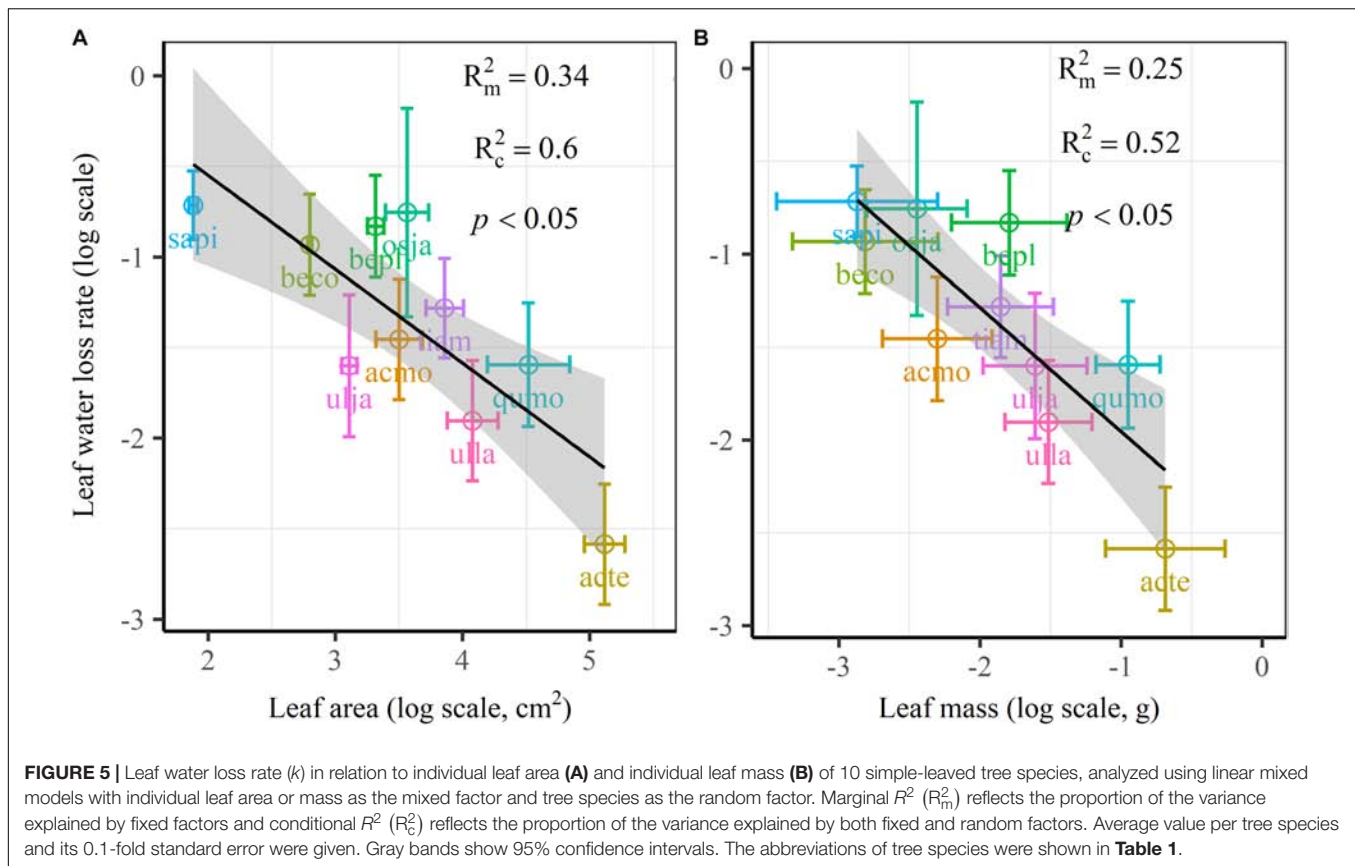 A
B
0
-1
-2
-3
Leaf water loss rate (log scale)
R²m = 0.34
R²c = 0.6
p < 0.05
sapi
beco
bepl
osja
ulja
acmo
ulla
qumo
acte
2 3 4 5
Leaf area (log scale, cm²)
0
-1
-2
-3
R²m = 0.25
R²c = 0.52
p < 0.05
sapi
osja
bepl
beco
acmo
ulja
qumo
ulla
acte
-3 -2 -1 0
Leaf mass (log scale, g)
FIGURE 5 | Leaf water loss rate (k) in relation to individual leaf area (A) and individual leaf mass (B) of 10 simple-leaved tree species, analyzed using linear mixed
models with individual leaf area or mass as the mixed factor and tree species as the random factor. Marginal R² (R²m) reflects the proportion of the variance
explained by fixed factors and conditional R² (R²c) reflects the proportion of the variance explained by both fixed and random factors. Average value per tree species
and its 0.1-fold standard error were given. Gray bands show 95% confidence intervals. The abbreviations of tree species were shown in Table 1.